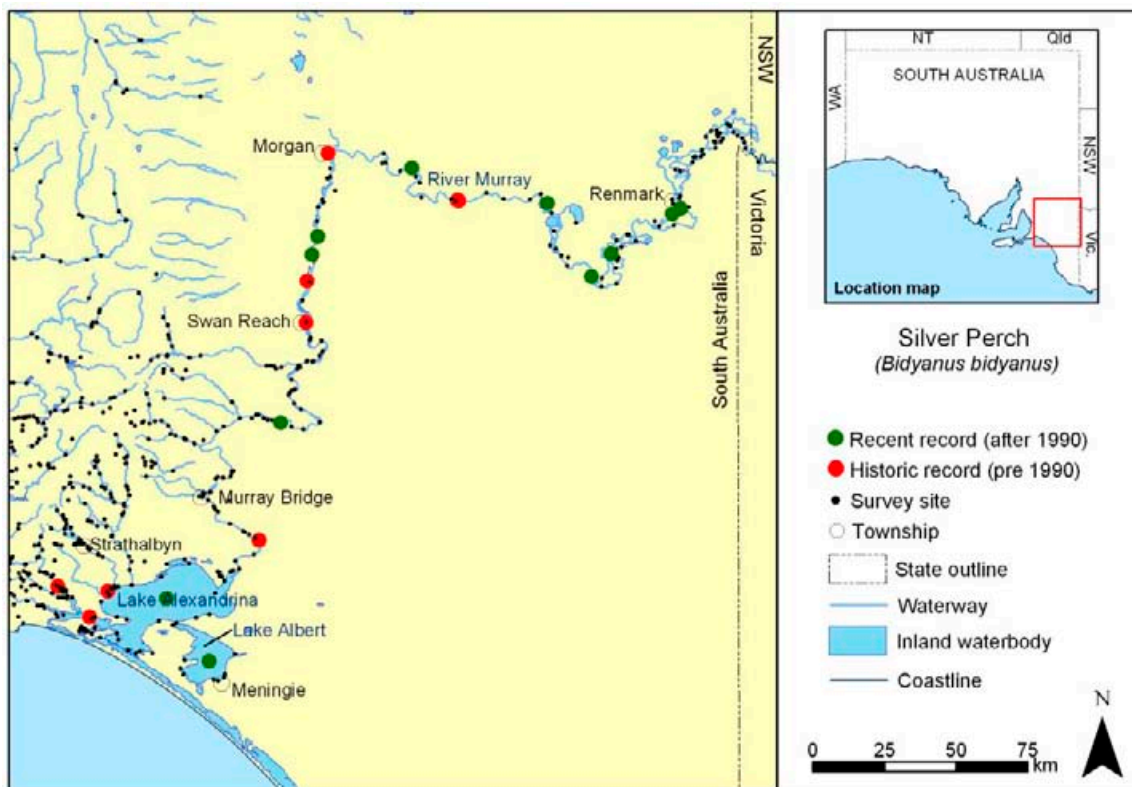 NSW
Morgan
River Murray
Renmark
Victoria
South Australia
Swan Reach
Murray Bridge
Strathalbyn
Lake Alexandrina
Lake Albert
Meningie
NT
Qld
SOUTH AUSTRALIA
WA
NSW
Vic.
Location map
Silver Perch
(Bidyanus bidyanus)
Recent record (after 1990)
Historic record (pre 1990)
Survey site
Township
State outline
Waterway
Inland waterbody
Coastline
N
0 25 50 75
km